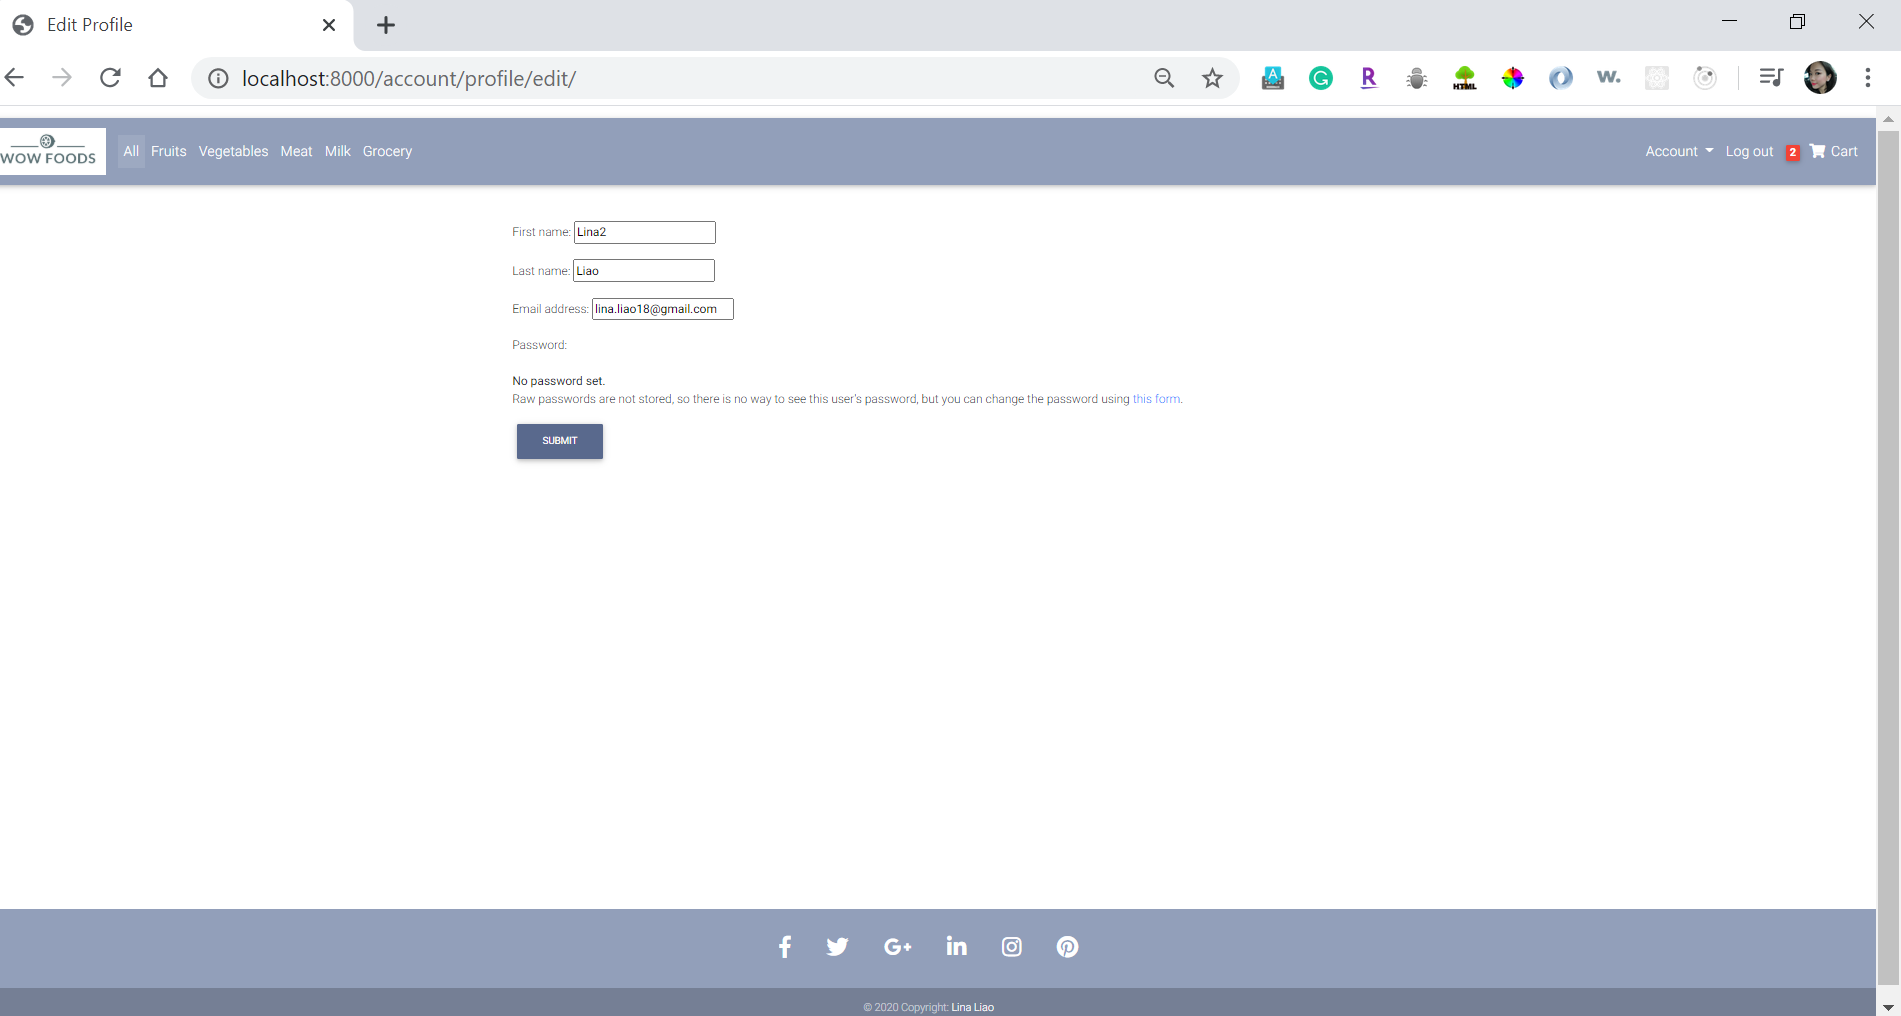 Edit Profile
localhost:8000/account/profile/edit/
WOW FOODS
All Fruits Vegetables Meat Milk Grocery
Account Log out 2 Cart
First name: Lina2
Last name: Liao
Email address: lina.liao18@gmail.com
Password:
No password set.
Raw passwords are not stored, so there is no way to see this user's password, but you can change the password using this form.
SUBMIT
© 2020 Copyright: Lina Liao